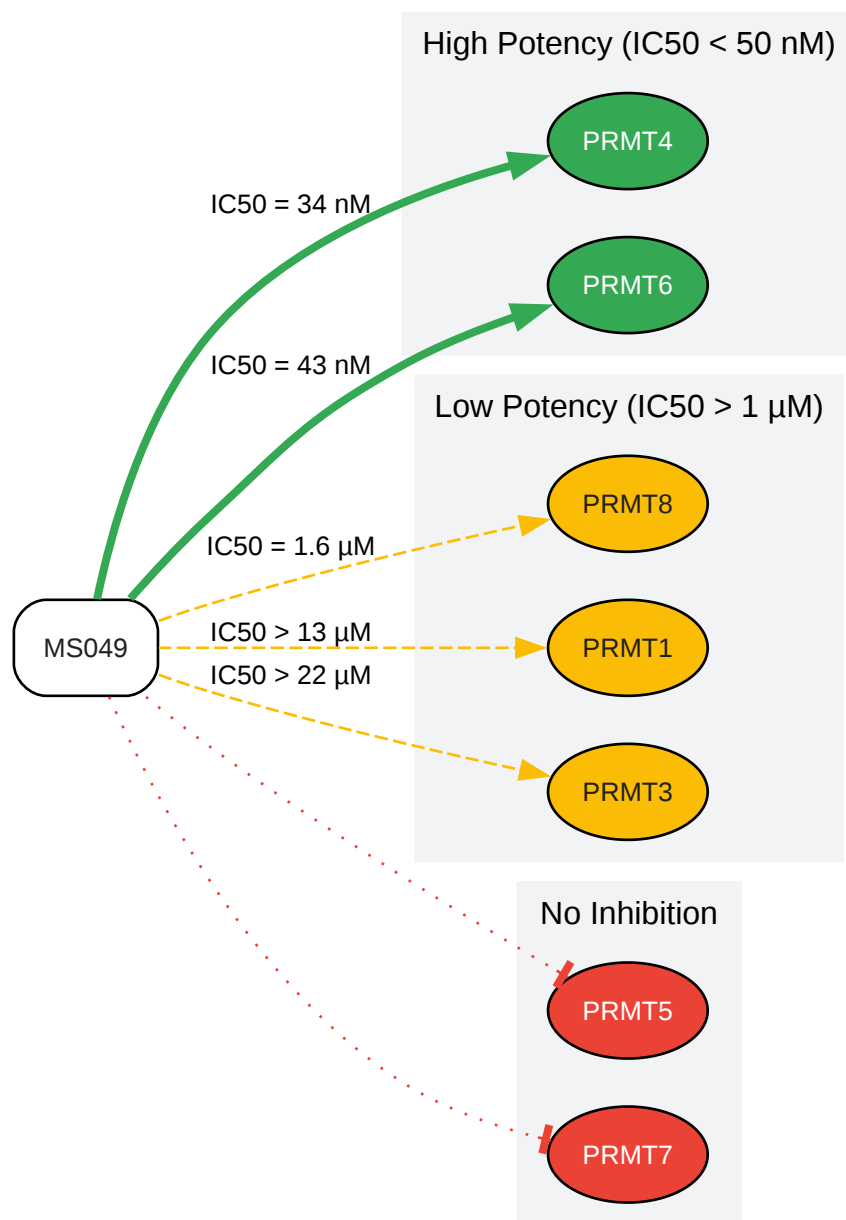 High Potency (IC50 < 50 nM)
PRMT4
IC50 = 34 nM
PRMT6
IC50 = 43 nM
Low Potency (IC50 > 1 µM)
PRMT8
IC50 = 1.6 µM
IC50 > 13 µM
MS049
PRMT1
IC50 > 22 µM
PRMT3
No Inhibition
PRMT5
PRMT7